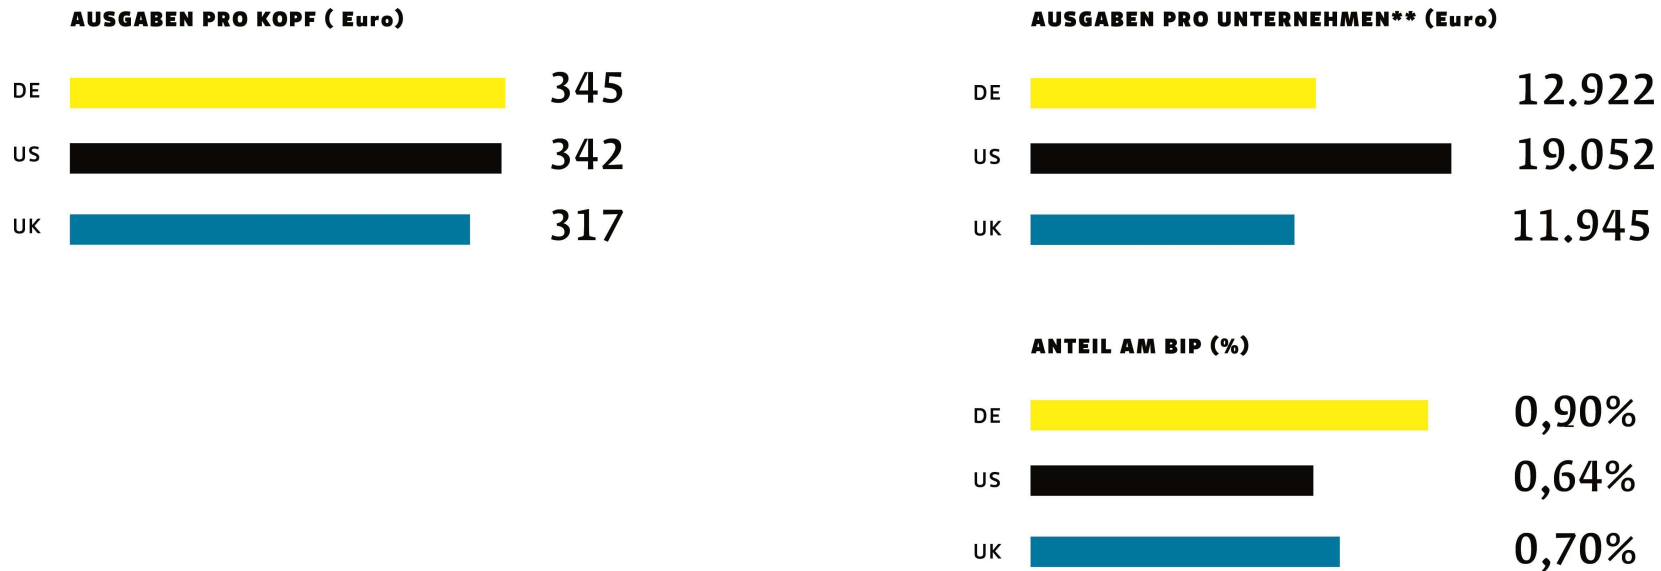 AUSGABEN PRO KOPF ( Euro)
DE 345
US 342
UK 317
AUSGABEN PRO UNTERNEHMEN** (Euro)
DE 12.922
US 19.052
UK 11.945
ANTEIL AM BIP (%)
DE 0,90%
US 0,64%
UK 0,70%